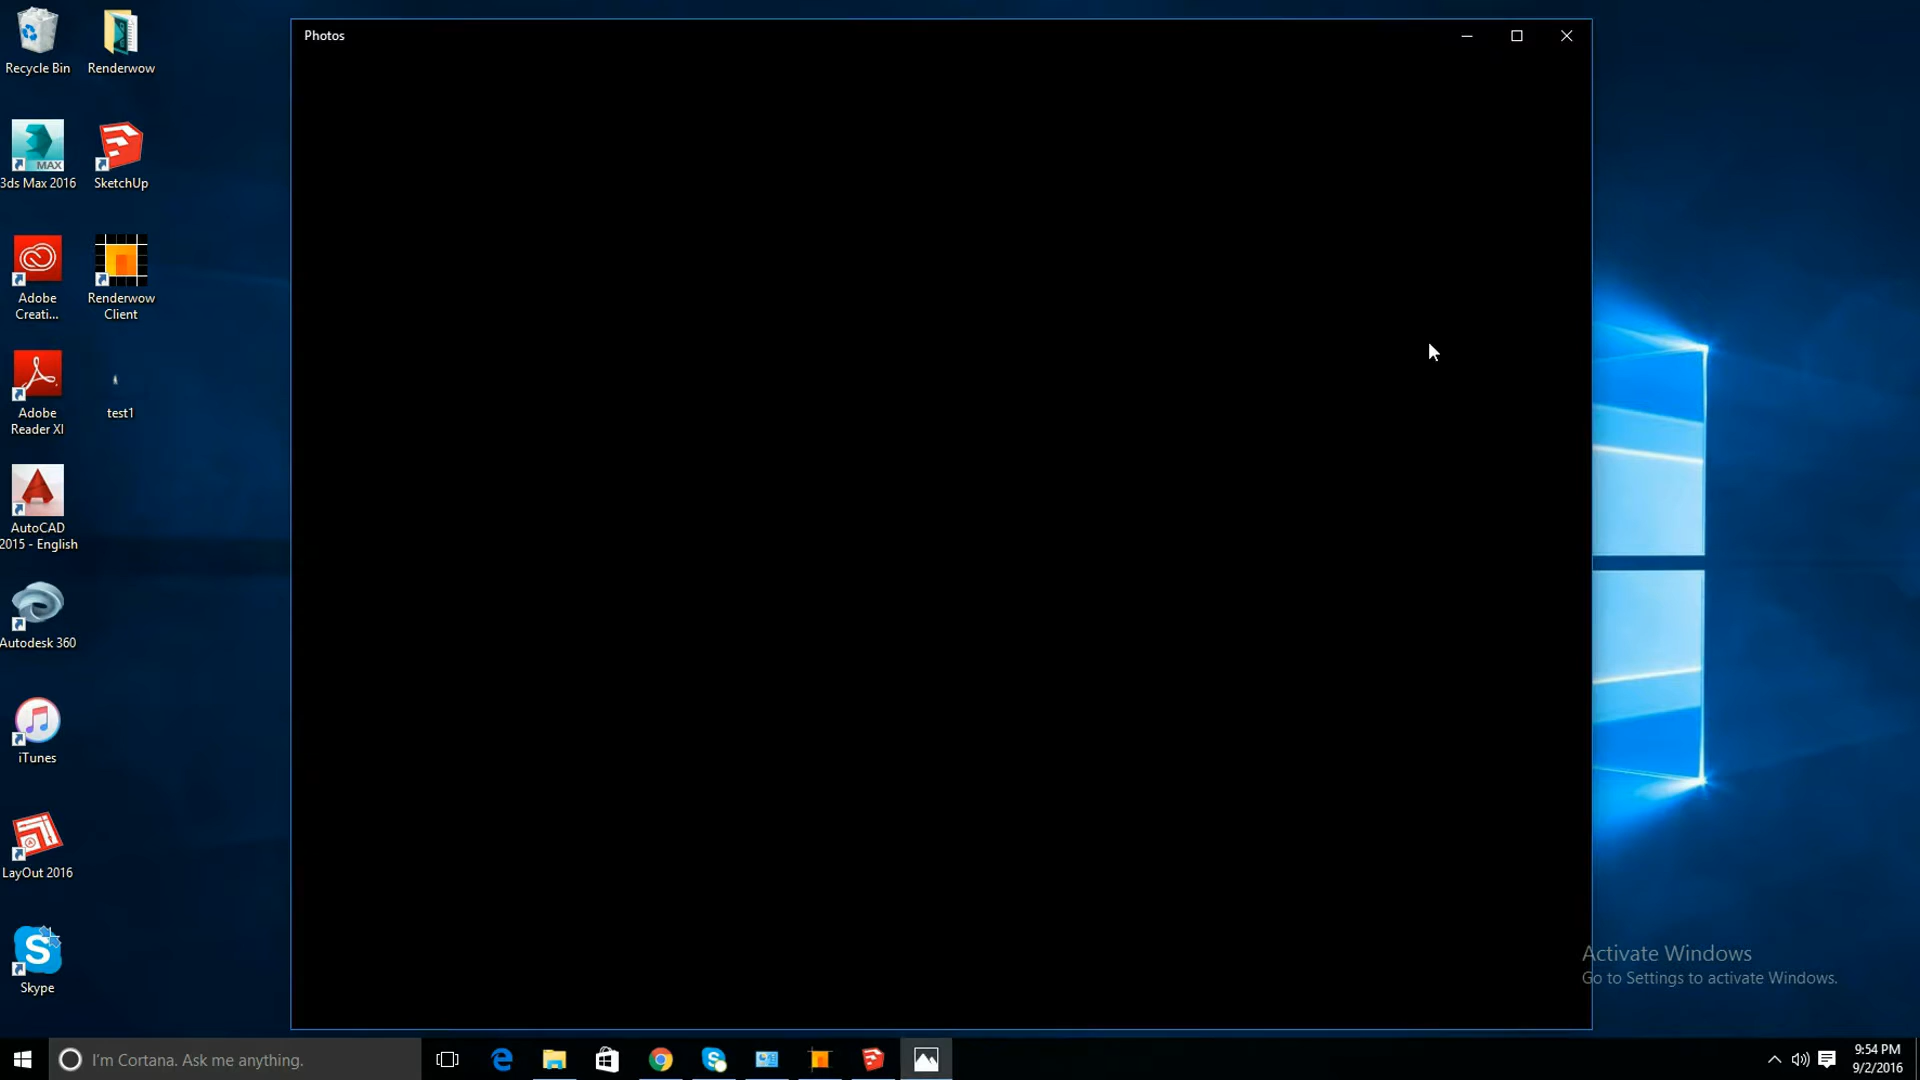 Recycle Bin
Renderwow
Photos
MAX
3ds Max 2016
SketchUp
Adobe
Creati...
Renderwow
Client
Adobe
Reader XI
test1
AutoCAD
2015 - English
Autodesk 360
iTunes
LayOut 2016
Skype
Activate Windows
Go to Settings to activate Windows.
I'm Cortana. Ask me anything.
9:54 PM
9/2/2016